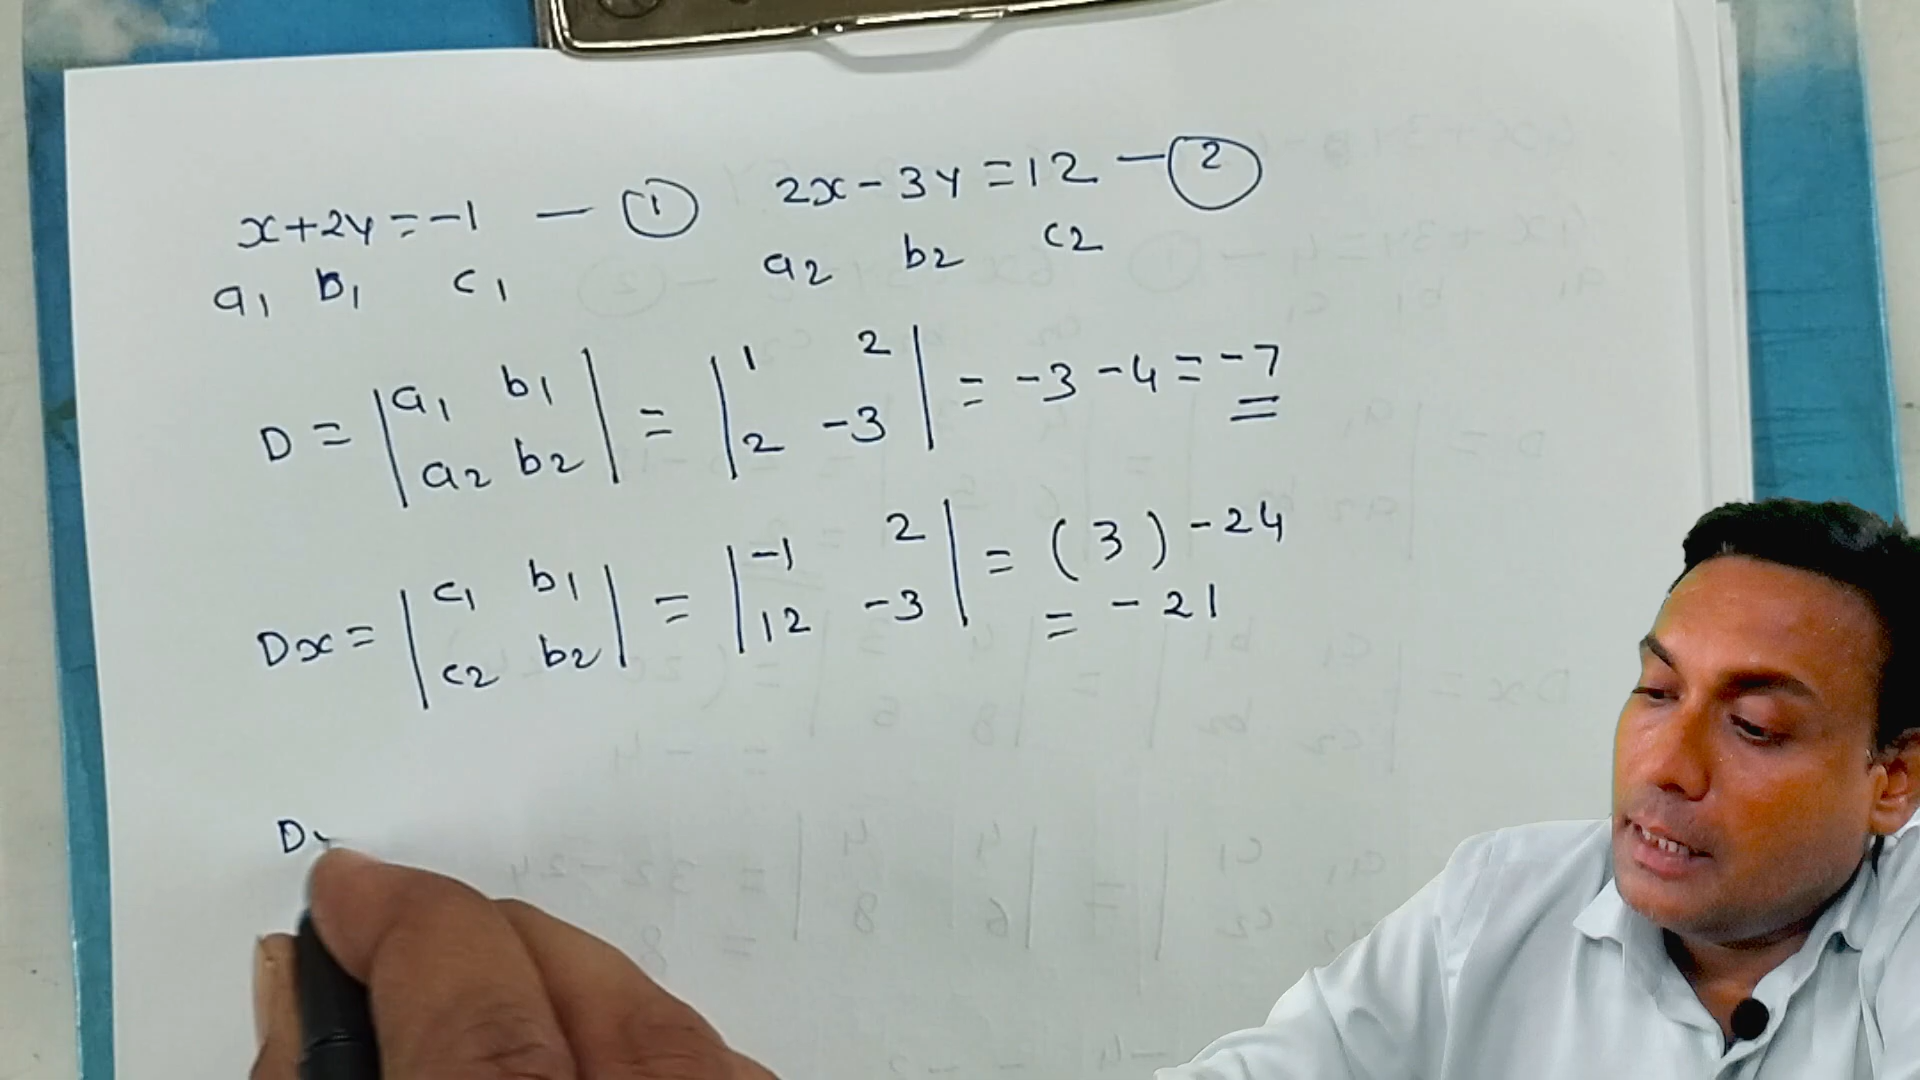 x+2y=-1 — ① 2x-3y=12 — ②
a1 b1 c1 a2 b2 c2
D = |a1 b1| = |1 2| = -3-4 = -7
|a2 b2| |2 -3|
Dx = |c1 b1| = |-1 2| = (3) -24
|c2 b2| |12 -3| = -21
D